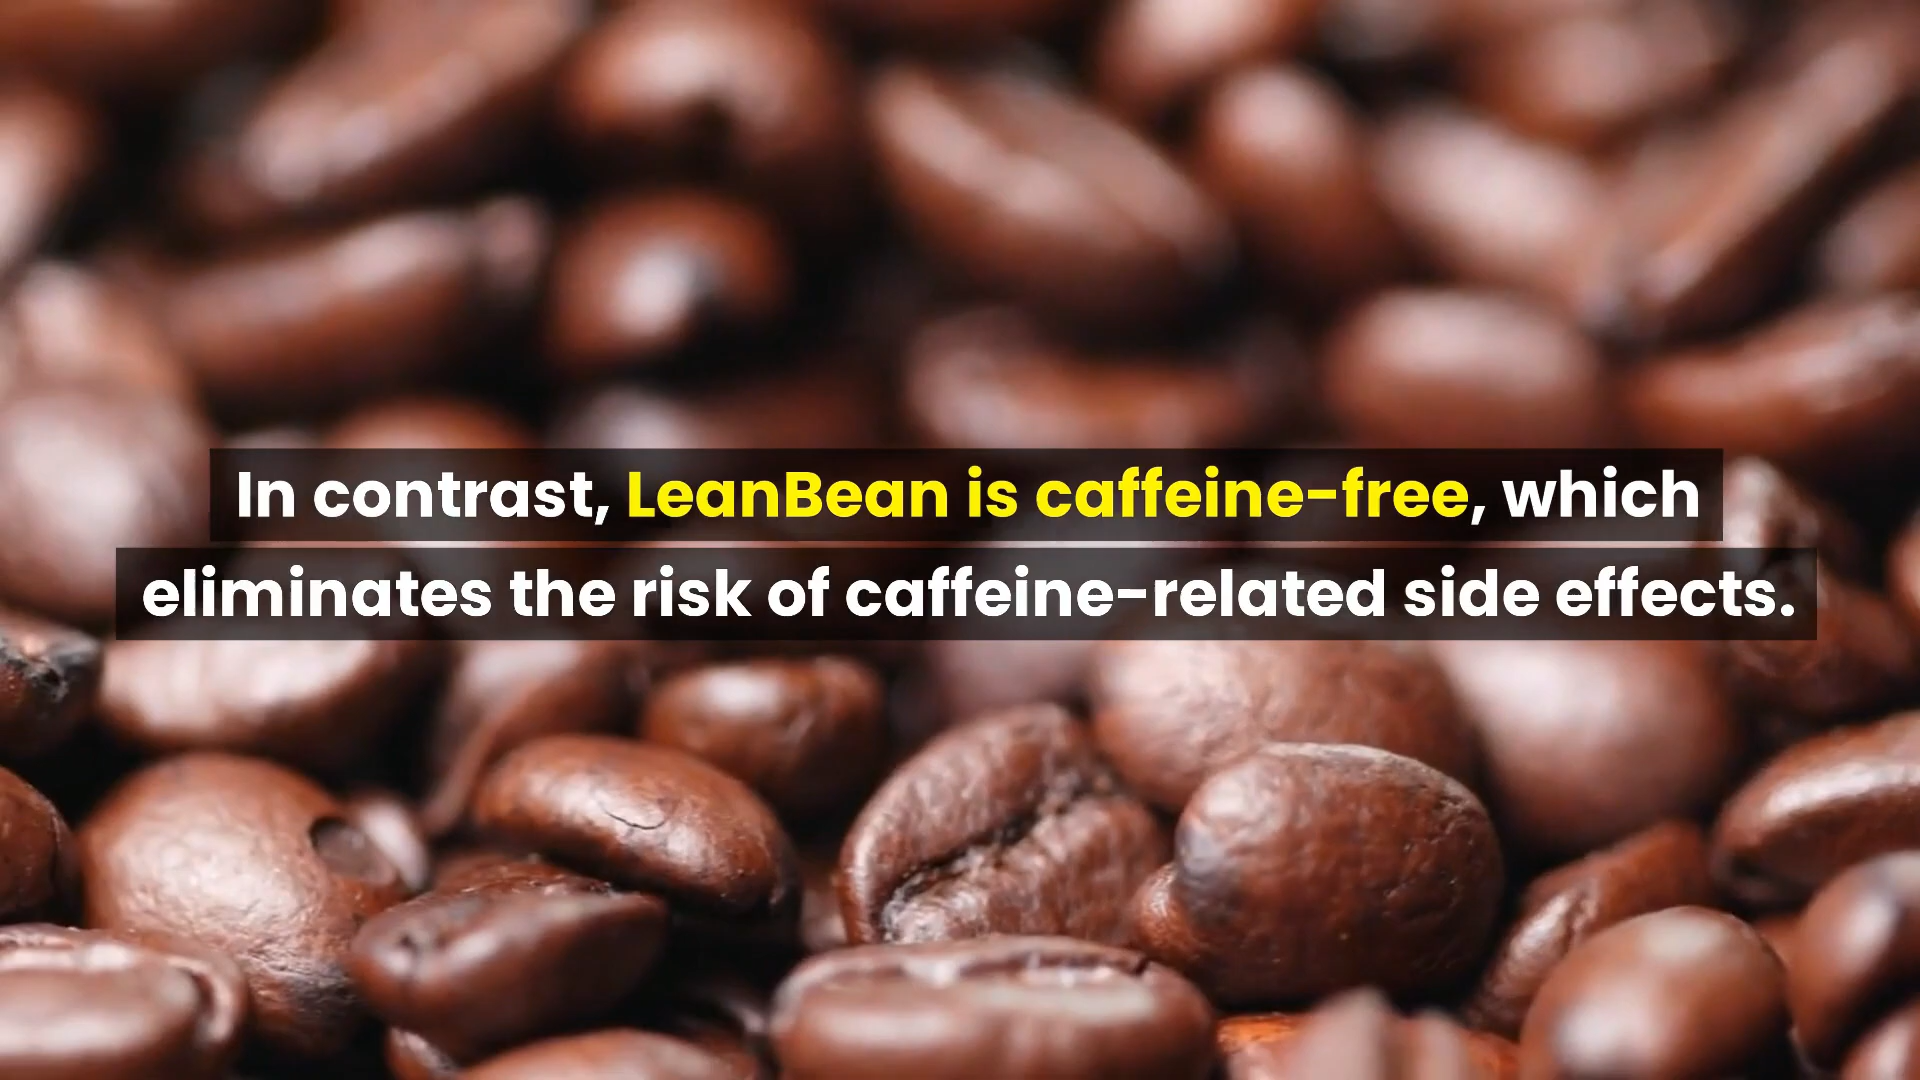 In contrast, LeanBean is caffeine-free, which
eliminates the risk of caffeine-related side effects.